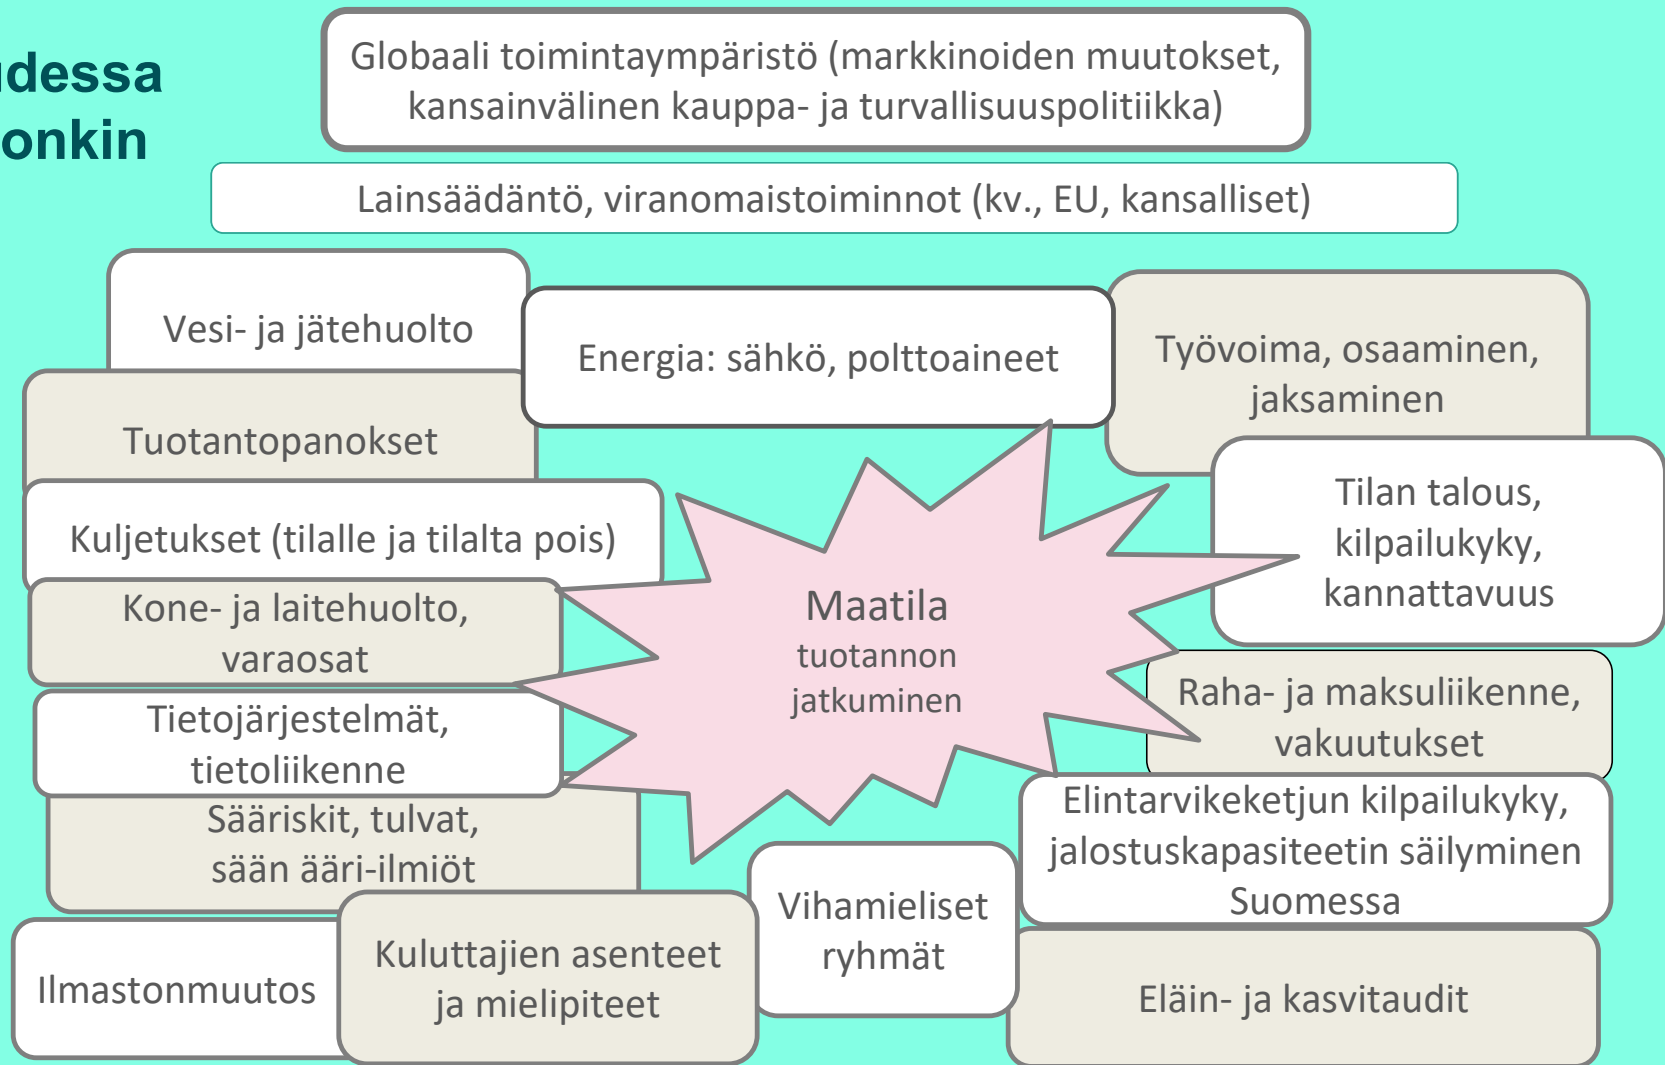 udessa
onkin
Globaali toimintaympäristö (markkinoiden muutokset,
kansainvälinen kauppa- ja turvallisuuspolitiikka)
Lainsäädäntö, viranomaistoiminnot (kv., EU, kansalliset)
Vesi- ja jätehuolto
Energia: sähkö, polttoaineet
Työvoima, osaaminen,
jaksaminen
Tuotantopanokset
Tilan talous,
kilpailukyky,
kannattavuus
Kuljetukset (tilalle ja tilalta pois)
Kone- ja laitehuolto,
varaosat
Maatila
tuotannon
jatkuminen
Raha- ja maksuliikenne,
vakuutukset
Tietojärjestelmät,
tietoliikenne
Elintarvikeketjun kilpailukyky,
jalostuskapasiteetin säilyminen
Suomessa
Sääriskit, tulvat,
sään ääri-ilmiöt
Vihamieliset
ryhmät
Kuluttajien asenteet
ja mielipiteet
Ilmastonmuutos
Eläin- ja kasvitaudit